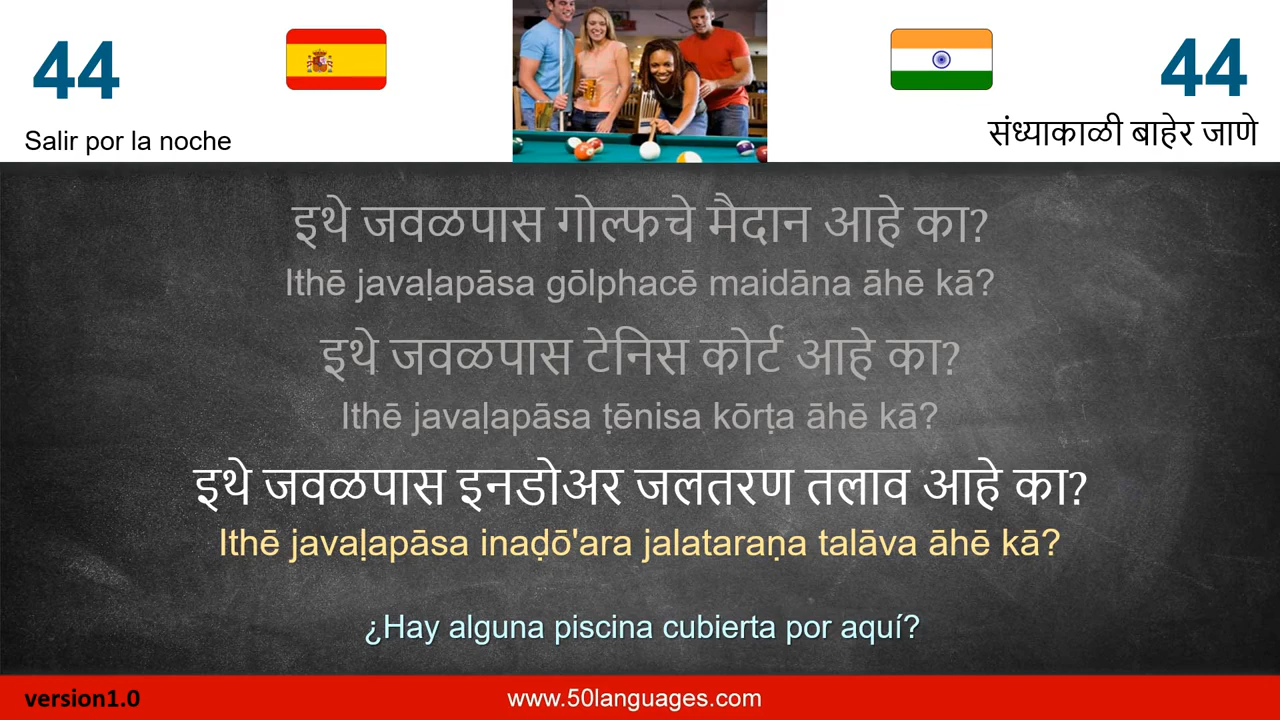 44
44
Salir por la noche
संध्याकाळी बाहेर जाणे
इथे जवळपास गोल्फचे मैदान आहे का?
Ithē javaḷapāsa gōlphacē maidāna āhē kā?
इथे जवळपास टेनिस कोर्ट आहे का?
Ithē javaḷapāsa ṭēnisa kōrṭa āhē kā?
इथे जवळपास इनडोअर जलतरण तलाव आहे का?
Ithē javaḷapāsa inaḍō'ara jalataraṇa talāva āhē kā?
¿Hay alguna piscina cubierta por aquí?
version1.0
www.50languages.com